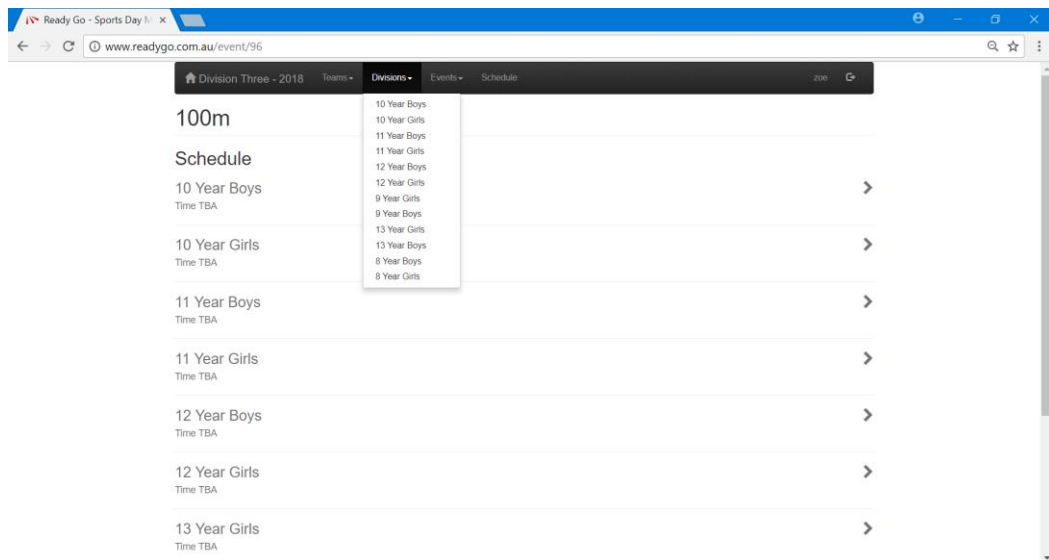 Ready Go - Sports Day M
www.readygo.com.au/event/96
Division Three - 2018 Teams Divisions Events Schedule zoe
100m
Schedule
10 Year Boys
Time TBA
10 Year Girls
Time TBA
11 Year Boys
Time TBA
11 Year Girls
Time TBA
12 Year Boys
Time TBA
12 Year Girls
Time TBA
13 Year Girls
Time TBA
10 Year Boys
10 Year Girls
11 Year Boys
11 Year Girls
12 Year Boys
12 Year Girls
9 Year Girls
9 Year Boys
13 Year Girls
13 Year Boys
8 Year Boys
8 Year Girls